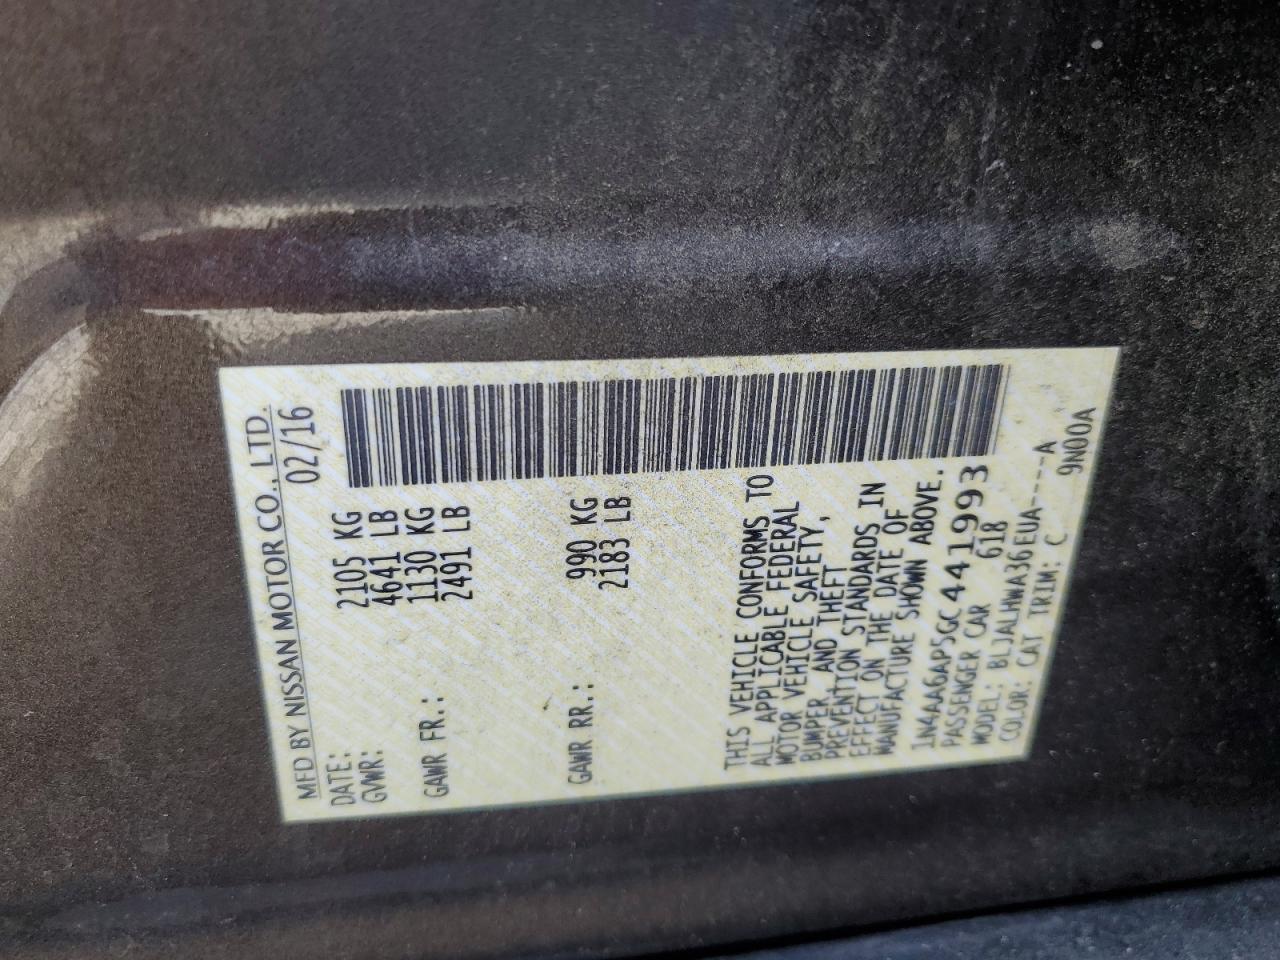 MFD BY NISSAN MOTOR CO., LTD.
DATE: 02/16
GVWR: 2105 KG
4641 LB
GAWR FR.: 1130 KG
2491 LB
GAWR RR.: 990 KG
2183 LB
THIS VEHICLE CONFORMS TO
ALL APPLICABLE FEDERAL
MOTOR VEHICLE SAFETY,
BUMPER, AND THEFT
PREVENTION STANDARDS IN
EFFECT ON THE DATE OF
MANUFACTURE SHOWN ABOVE.
1N4AA6AP5GC441993
PASSENGER CAR 618
MODEL: BLJALHWA36EUA----A
COLOR: CAT TRIM: C 9N00A